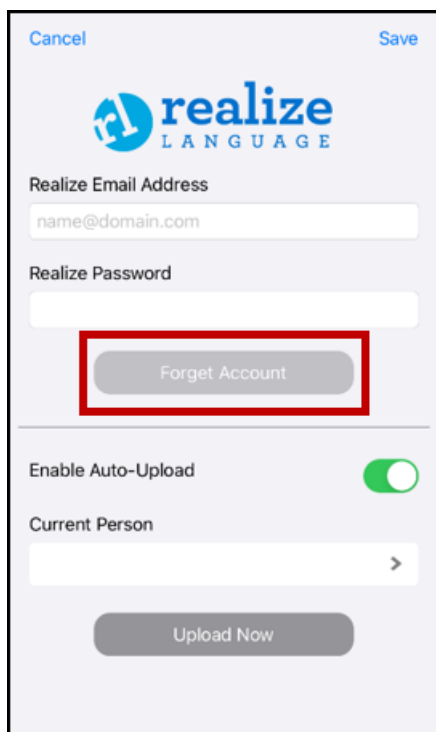 Cancel Save
rl realize
LANGUAGE
Realize Email Address
name@domain.com
Realize Password
Forget Account
Enable Auto-Upload
Current Person
Upload Now